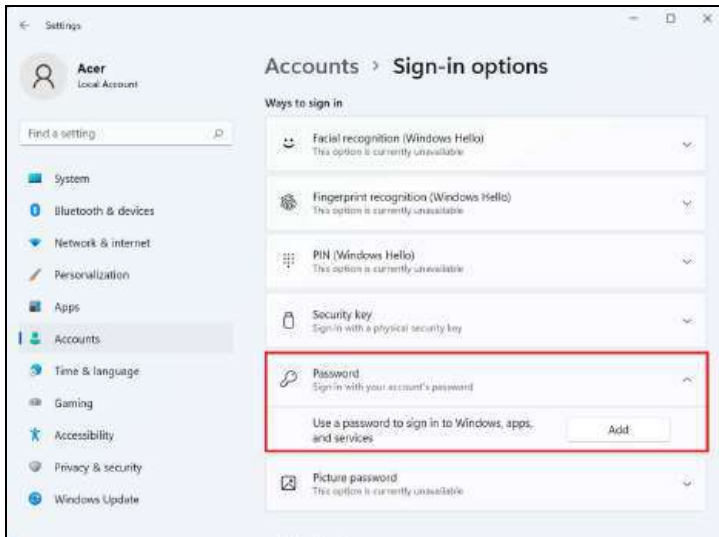 Settings
Acer
Local Account
Find a setting
System
Bluetooth & devices
Network & internet
Personalization
Apps
Accounts
Time & language
Gaming
Accessibility
Privacy & security
Windows Update
Accounts > Sign-in options
Ways to sign in
Facial recognition (Windows Hello)
This option is currently unavailable
Fingerprint recognition (Windows Hello)
This option is currently unavailable
PIN (Windows Hello)
This option is currently unavailable
Security key
Sign in with a physical security key
Password
Sign in with your account's password
Use a password to sign in to Windows, apps,
and services
Add
Picture password
This option is currently unavailable